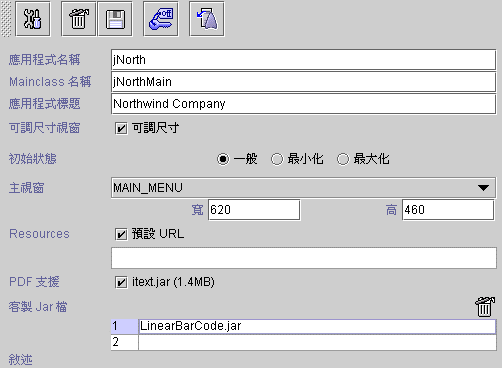 Off
應用程式名稱 jNorth
Mainclass 名稱 jNorthMain
應用程式標題 Northwind Company
可調尺寸視窗 可調尺寸
初始狀態 一般 最小化 最大化
主視窗 MAIN_MENU
寬 620 高 460
Resources 預設 URL
PDF 支援 itext.jar (1.4MB)
客製 Jar 檔
1 LinearBarCode.jar
2
敘述